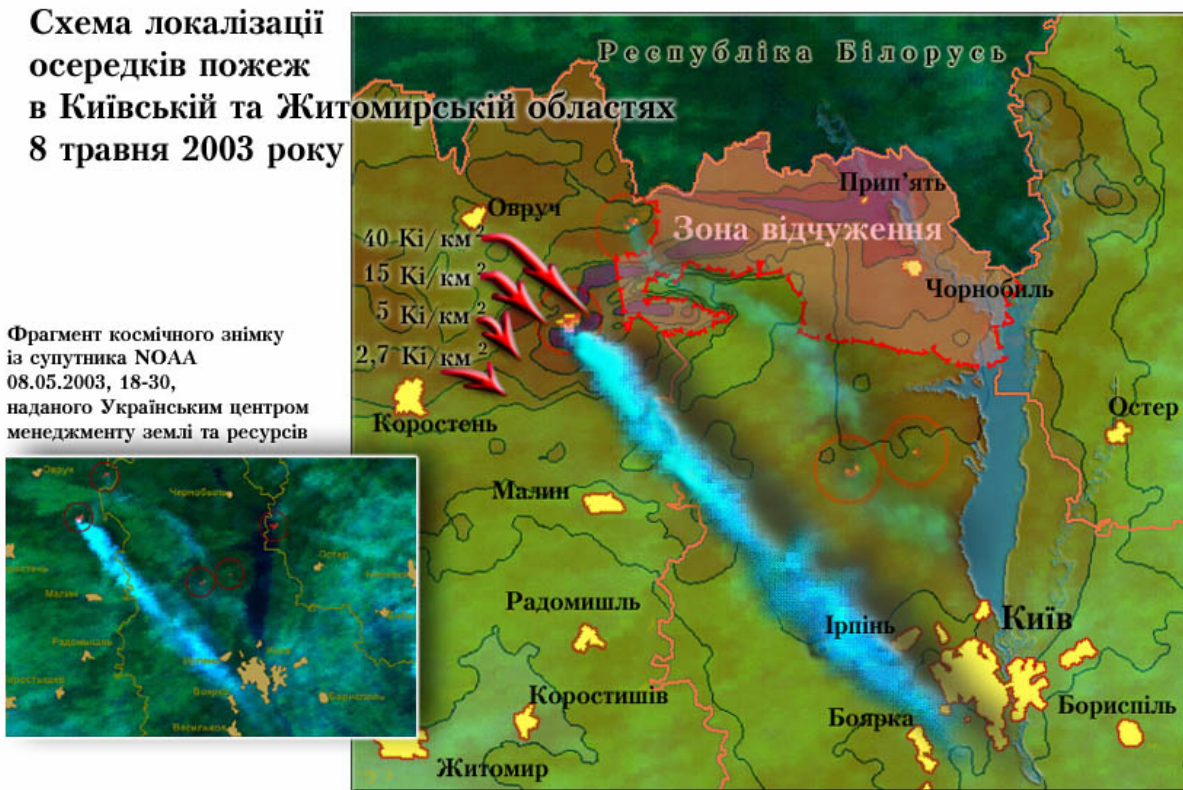 Схема локалізації
осередків пожеж
в Київській та Житомирській областях
8 травня 2003 року
Республіка Білорусь
Прип’ять
Овруч
Зона відчуження
40 Кі/км²
15 Кі/км²
Чорнобиль
5 Кі/км²
2,7 Кі/км²
Фрагмент космічного знімку
із супутника NOAA
08.05.2003, 18-30,
наданого Українським центром
менеджменту землі та ресурсів
Коростень
Остер
Малин
Радомишль
Ірпінь
Київ
Коростишів
Боярка
Бориспіль
Житомир
Овруч
Остер
Малин
Боярка